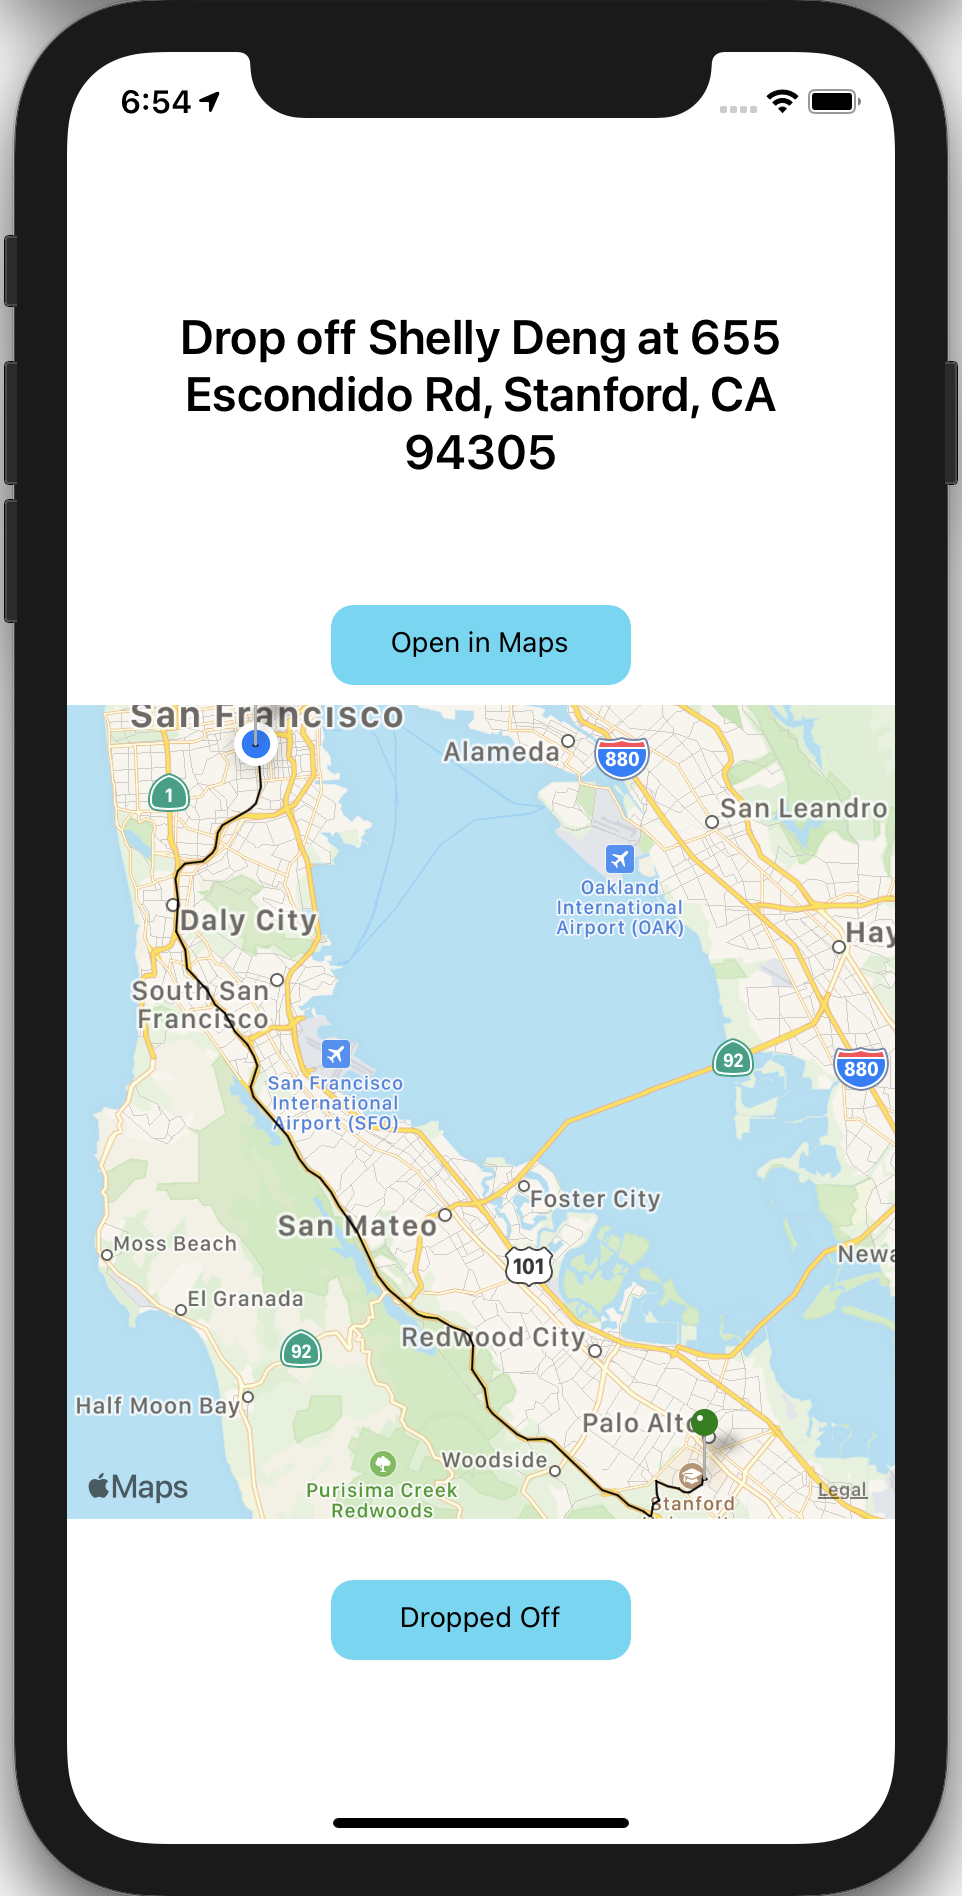 6:54
Drop off Shelly Deng at 655
Escondido Rd, Stanford, CA
94305
Open in Maps
San Francisco
Alameda
880
1
San Leandro
Oakland
International
Airport (OAK)
Daly City
Hay
South San
Francisco
92
880
San Francisco
International
Airport (SFO)
Foster City
San Mateo
Moss Beach
101
Newa
El Granada
Redwood City
92
Half Moon Bay
Palo Alto
Woodside
Purisima Creek
Redwoods
Maps
Legal
Stanford
Dropped Off